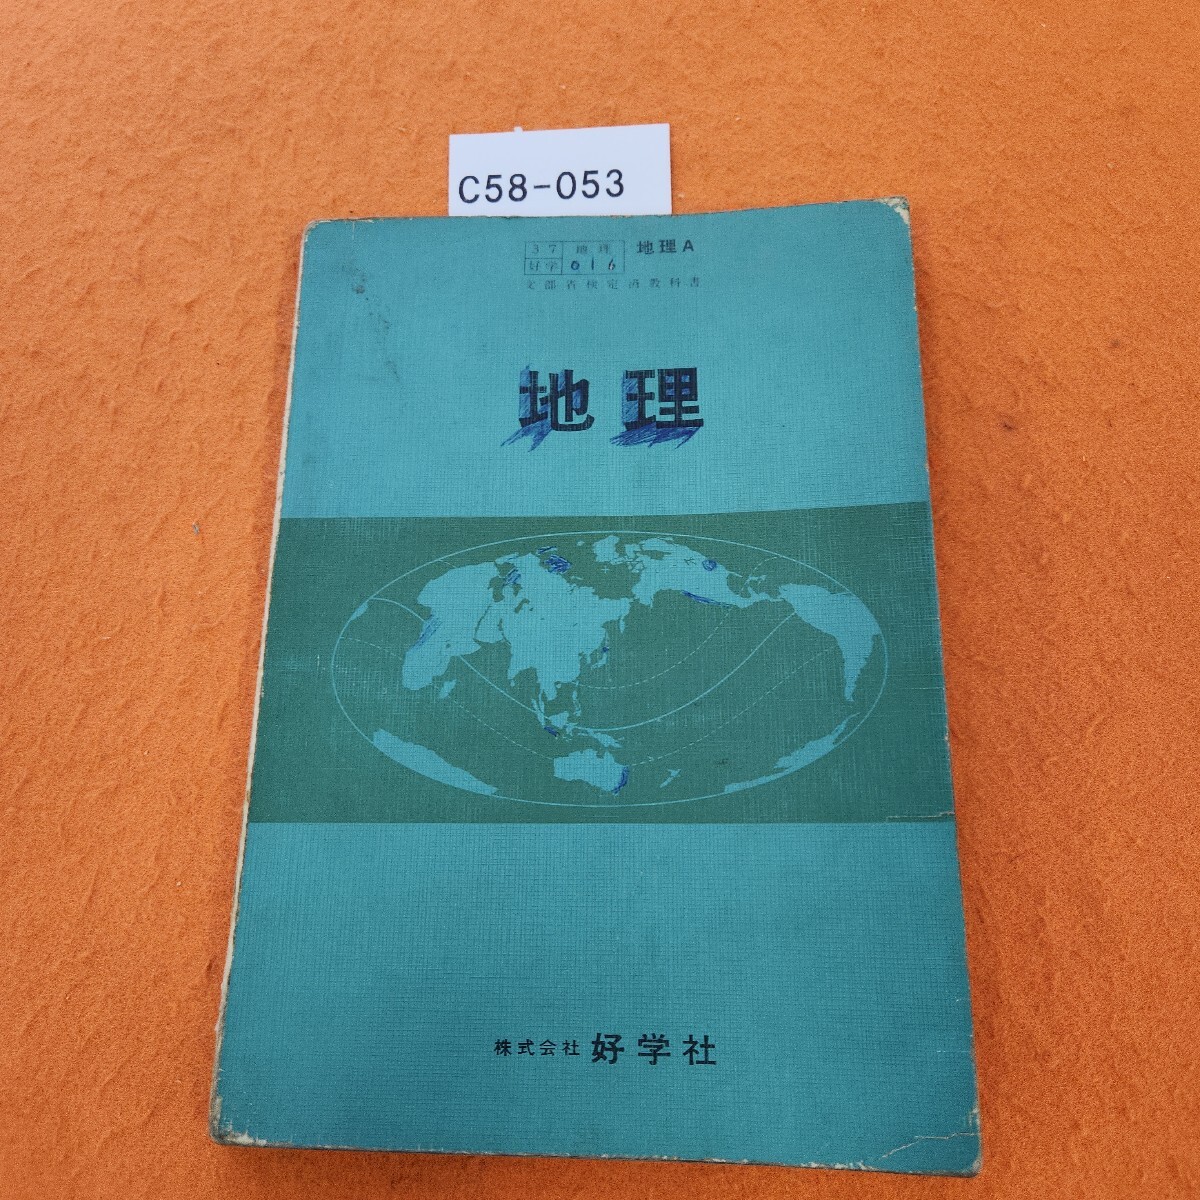 C58-053
37 地理 地理A
好学 016
文部省検定済教科書
地理
株式会社 好学社